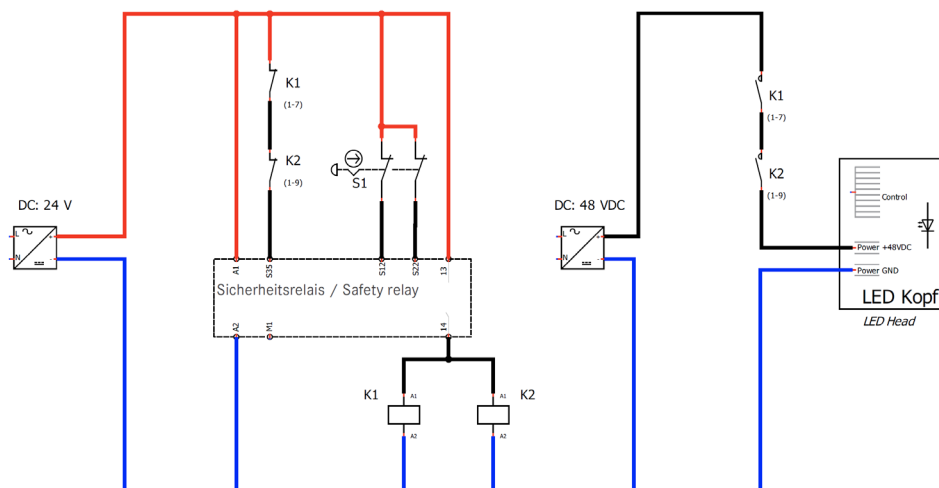 K1
(1-7)
K2
(1-9)
S1
DC: 24 V
L
N
A1
S35
S12
S22
13
Sicherheitsrelais / Safety relay
A2
M1
14
K1
A1
A2
K2
A1
A2
DC: 48 VDC
L
N
K1
(1-7)
K2
(1-9)
Control
Power +48VDC
Power GND
LED Kopf
LED Head